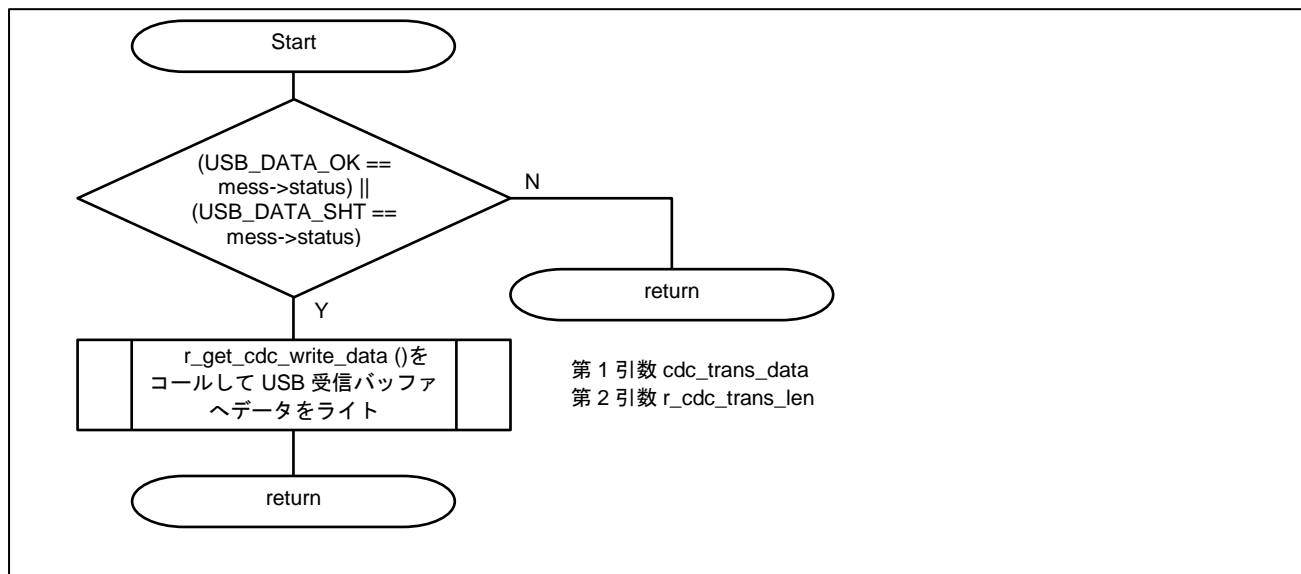 Start
(USB_DATA_OK ==
mess->status) ||
(USB_DATA_SHT ==
mess->status)
N
return
Y
r_get_cdc_write_data ()を
コールして USB 受信バッファ
へデータをライト
第 1 引数 cdc_trans_data
第 2 引数 r_cdc_trans_len
return